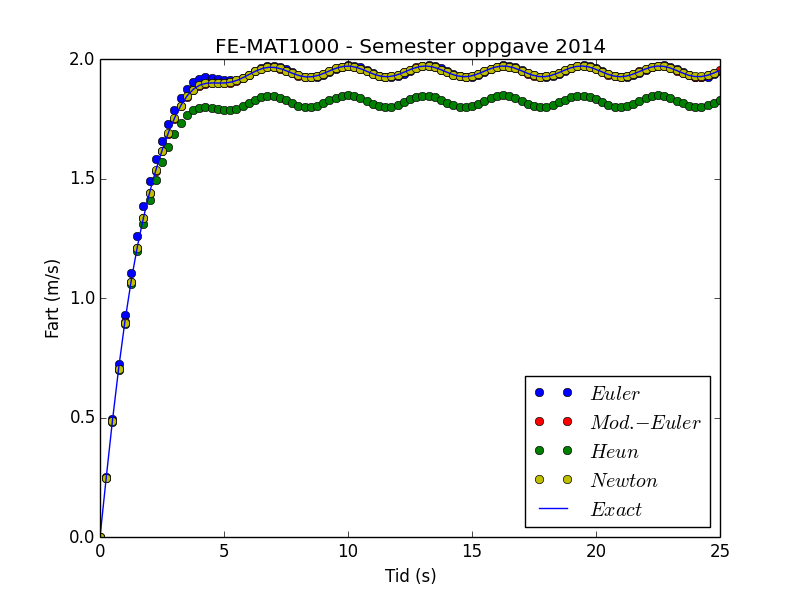 FE-MAT1000 - Semester oppgave 2014
2.0
1.5
1.0
0.5
0.0
Fart (m/s)
0 5 10 15 20 25
Tid (s)
Euler
Mod.−Euler
Heun
Newton
Exact